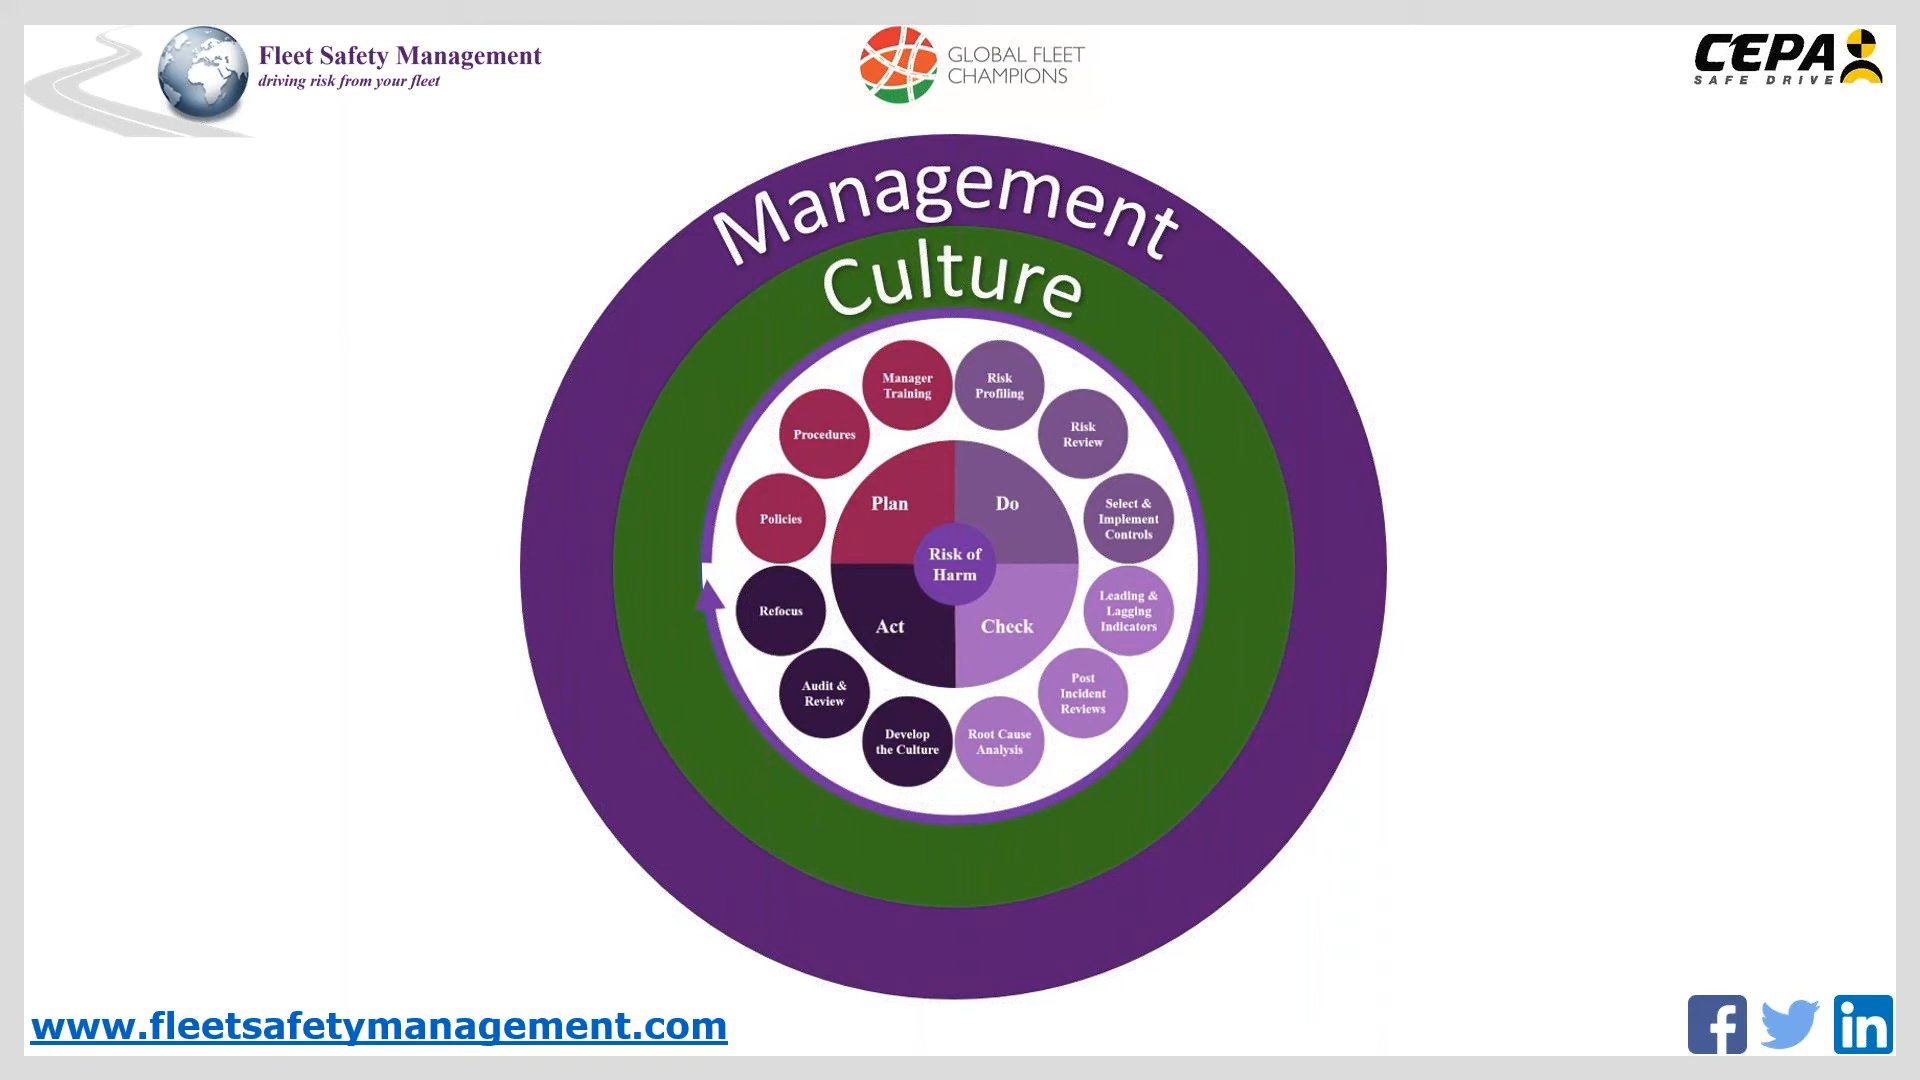 Fleet Safety Management
driving risk from your fleet
GLOBAL FLEET
CHAMPIONS
CEPA
SAFE DRIVE
Management
Culture
Manager
Training
Risk
Profiling
Procedures
Risk
Review
Policies
Plan
Do
Select &
Implement
Controls
Risk of
Harm
Refocus
Act
Check
Leading &
Lagging
Indicators
Audit &
Review
Post
Incident
Reviews
Develop
the Culture
Root Cause
Analysis
www.fleetsafetymanagement.com
f
in